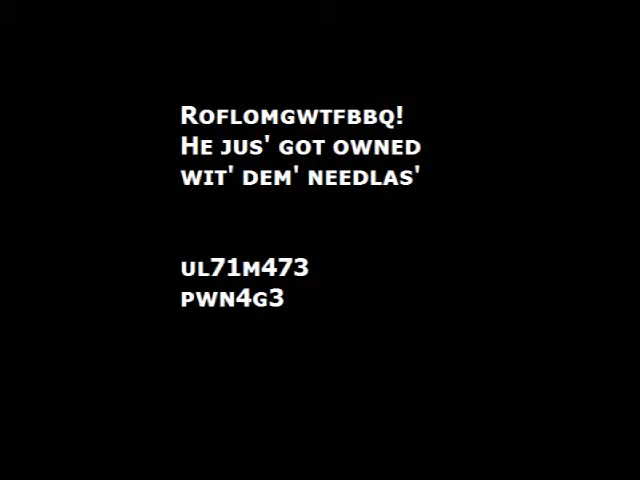 Roflomgwtfbbq!
He jus' got owned
wit' dem' needlas'
ul71m473
pwn4g3